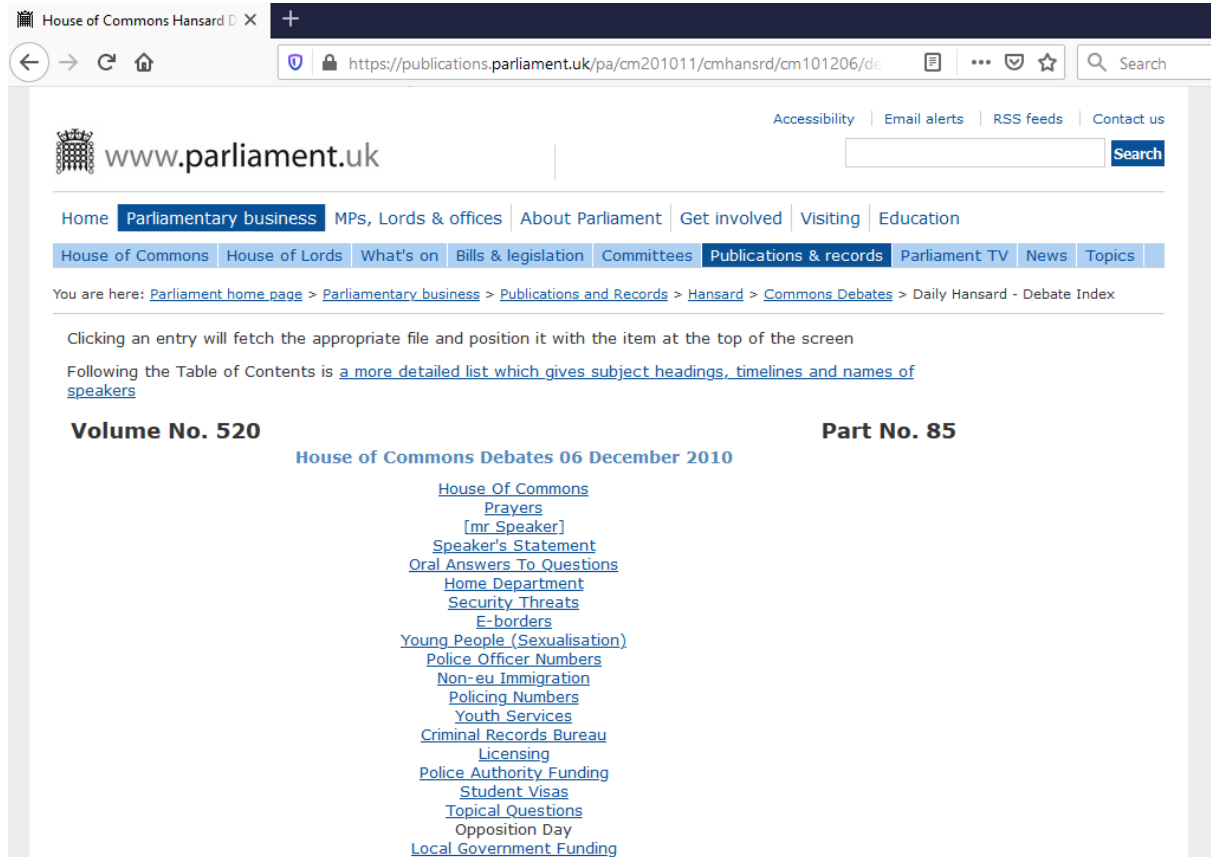 House of Commons Hansard D
https://publications.parliament.uk/pa/cm201011/cmhansrd/cm101206/de
Search
Accessibility Email alerts RSS feeds Contact us
www.parliament.uk
Search
Home Parliamentary business MPs, Lords & offices About Parliament Get involved Visiting Education
House of Commons House of Lords What's on Bills & legislation Committees Publications & records Parliament TV News Topics
You are here: Parliament home page > Parliamentary business > Publications and Records > Hansard > Commons Debates > Daily Hansard - Debate Index
Clicking an entry will fetch the appropriate file and position it with the item at the top of the screen
Following the Table of Contents is a more detailed list which gives subject headings, timelines and names of
speakers
Volume No. 520 Part No. 85
House of Commons Debates 06 December 2010
House Of Commons
Prayers
[mr Speaker]
Speaker's Statement
Oral Answers To Questions
Home Department
Security Threats
E-borders
Young People (Sexualisation)
Police Officer Numbers
Non-eu Immigration
Policing Numbers
Youth Services
Criminal Records Bureau
Licensing
Police Authority Funding
Student Visas
Topical Questions
Opposition Day
Local Government Funding